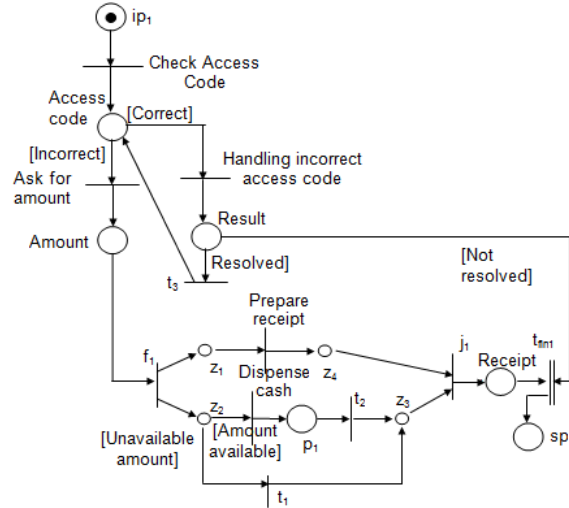 ip1
Check Access
Code
Access
code
[Correct]
[Incorrect]
Handling incorrect
access code
Ask for
amount
Result
Amount
Resolved]
[Not
resolved]
t3
Prepare
receipt
f1
j1
tfin1
Receipt
z1
Dispense
cash
z4
z2
t2
z3
[Unavailable
amount]
[Amount
available]
p1
sp
t1